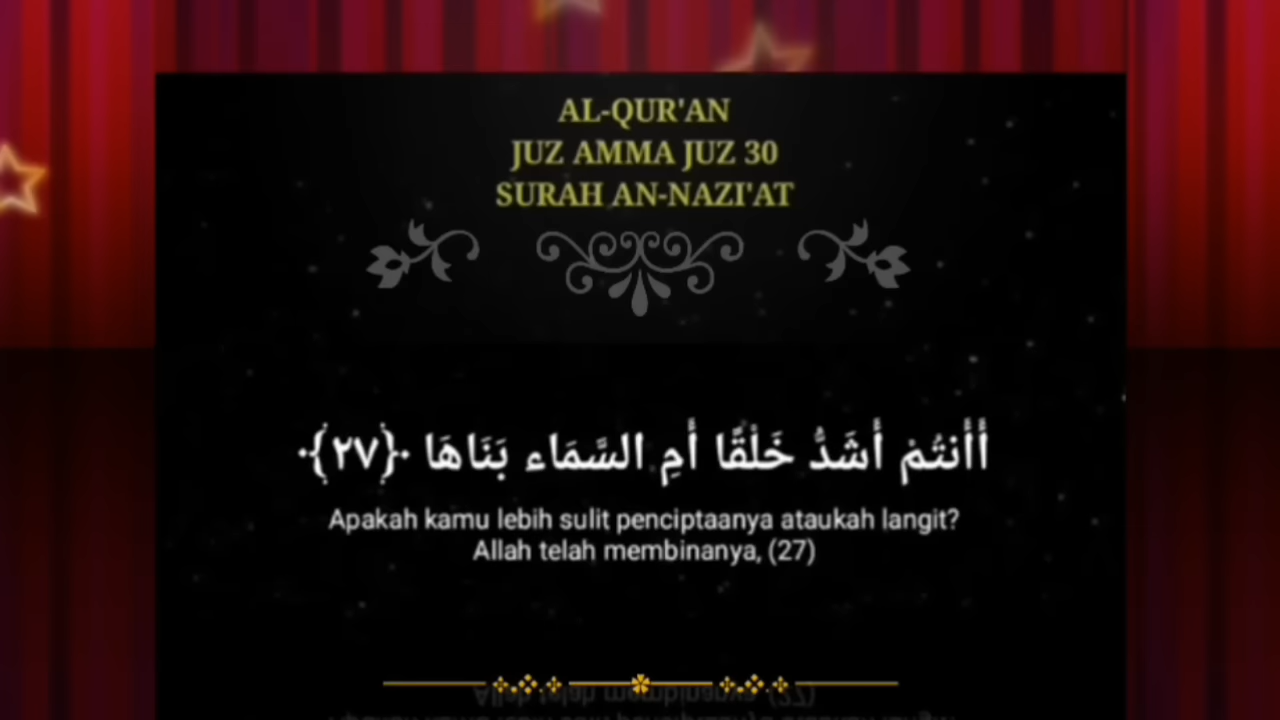 AL-QUR'AN
JUZ AMMA JUZ 30
SURAH AN-NAZI'AT
أَأَنتُمْ أَشَدُّ خَلْقًا أَمِ السَّمَاء بَنَاهَا ﴿٢٧﴾
Apakah kamu lebih sulit penciptaanya ataukah langit?
Allah telah membinanya, (27)